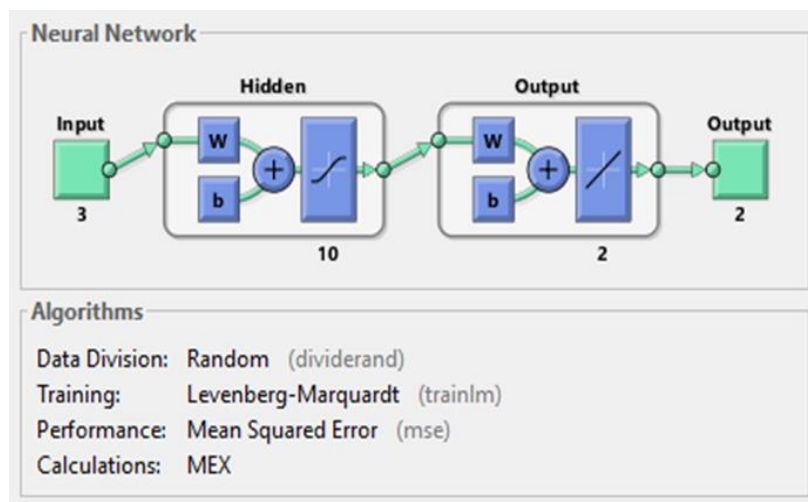 Neural Network
Hidden
Output
Input
Output
W
W
+
+
b
b
3
10
2
2
Algorithms
Data Division: Random (dividerand)
Training: Levenberg-Marquardt (trainlm)
Performance: Mean Squared Error (mse)
Calculations: MEX